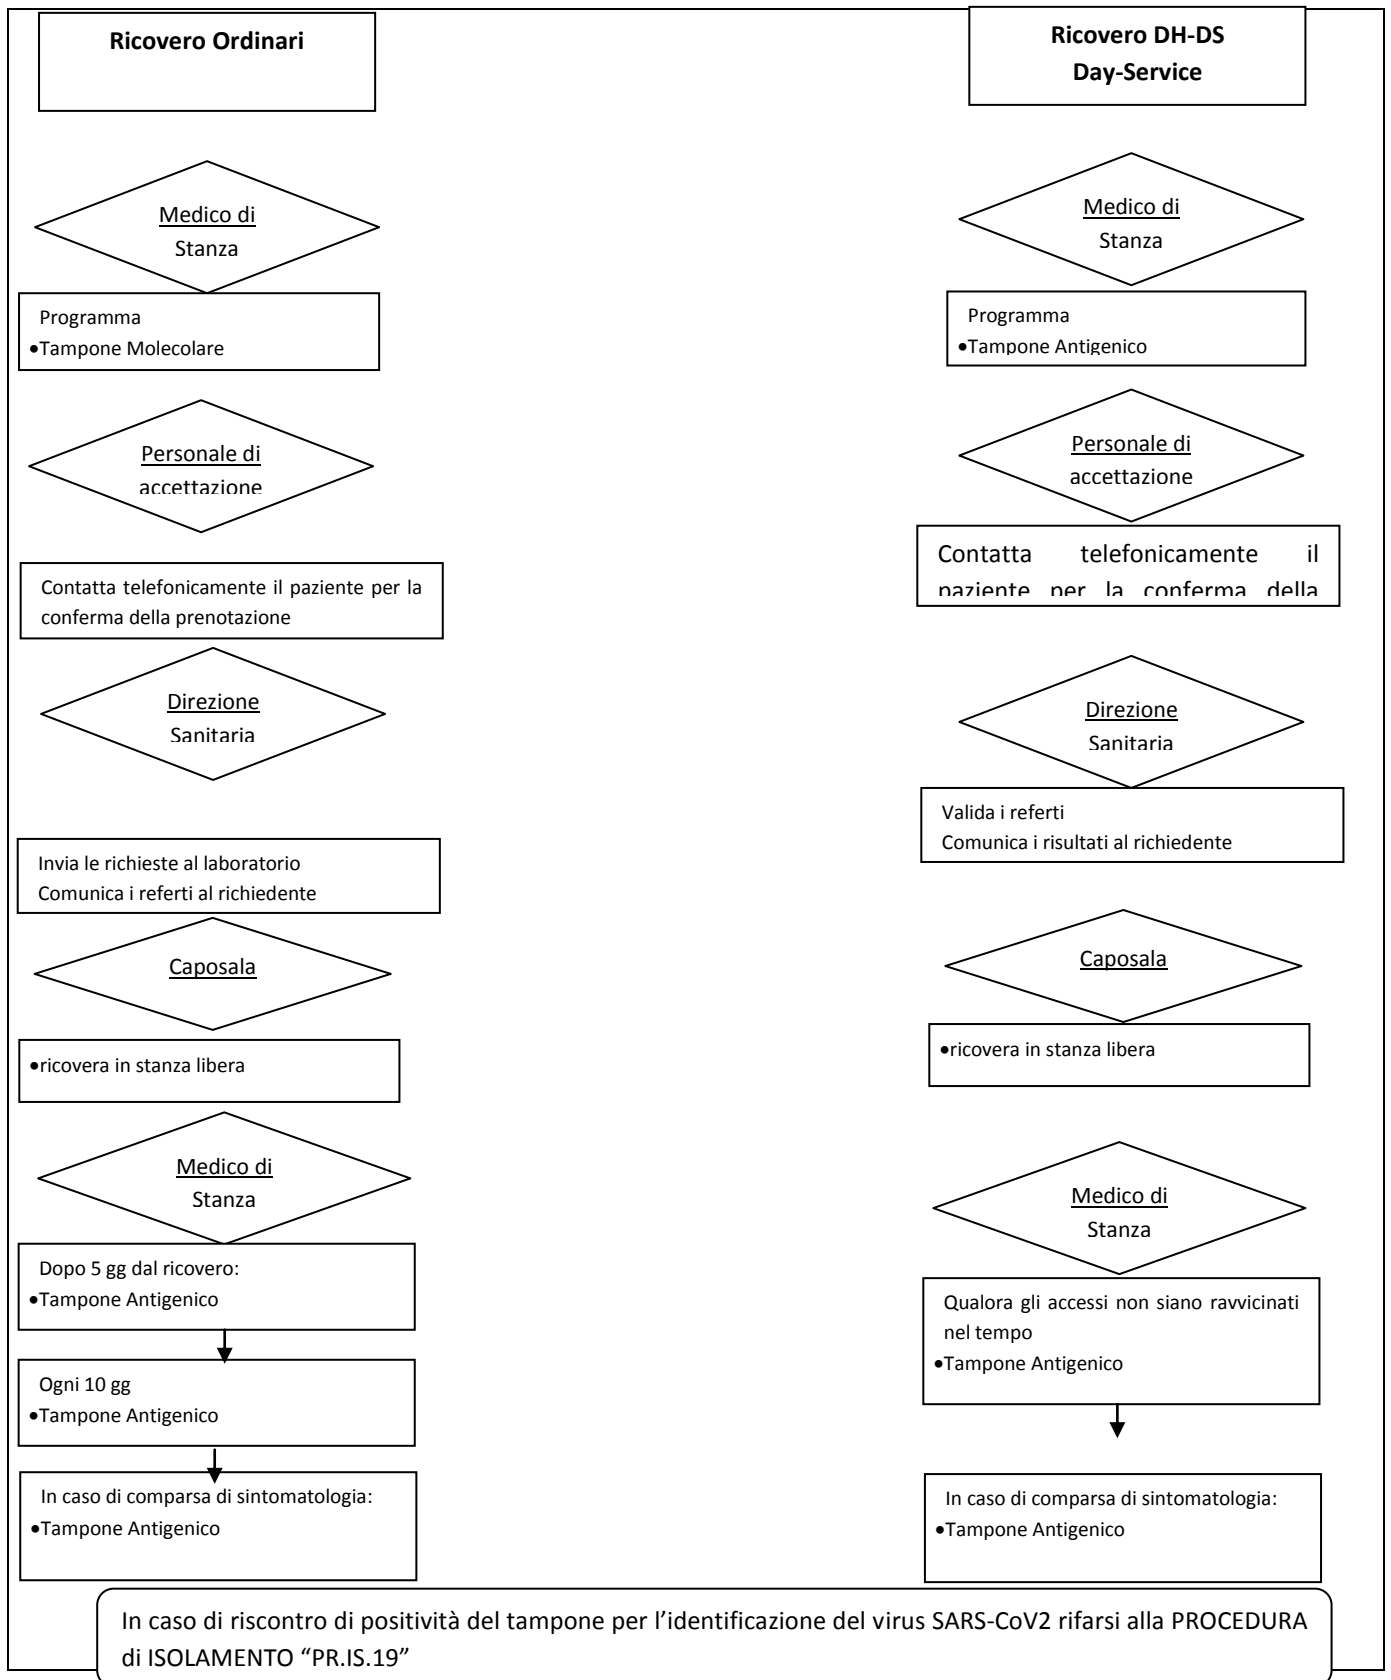 Ricovero Ordinari
Medico di
Stanza
Programma
•Tampone Molecolare
Personale di
accettazione
Contatta telefonicamente il paziente per la
conferma della prenotazione
Direzione
Sanitaria
Invia le richieste al laboratorio
Comunica i referti al richiedente
Caposala
•ricovera in stanza libera
Medico di
Stanza
Dopo 5 gg dal ricovero:
•Tampone Antigenico
Ogni 10 gg
•Tampone Antigenico
In caso di comparsa di sintomatologia:
•Tampone Antigenico
Ricovero DH-DS
Day-Service
Medico di
Stanza
Programma
•Tampone Antigenico
Personale di
accettazione
Contatta telefonicamente il
paziente per la conferma della
Direzione
Sanitaria
Valida i referti
Comunica i risultati al richiedente
Caposala
•ricovera in stanza libera
Medico di
Stanza
Qualora gli accessi non siano ravvicinati
nel tempo
•Tampone Antigenico
In caso di comparsa di sintomatologia:
•Tampone Antigenico
In caso di riscontro di positività del tampone per l’identificazione del virus SARS-CoV2 rifarsi alla PROCEDURA
di ISOLAMENTO “PR.IS.19”